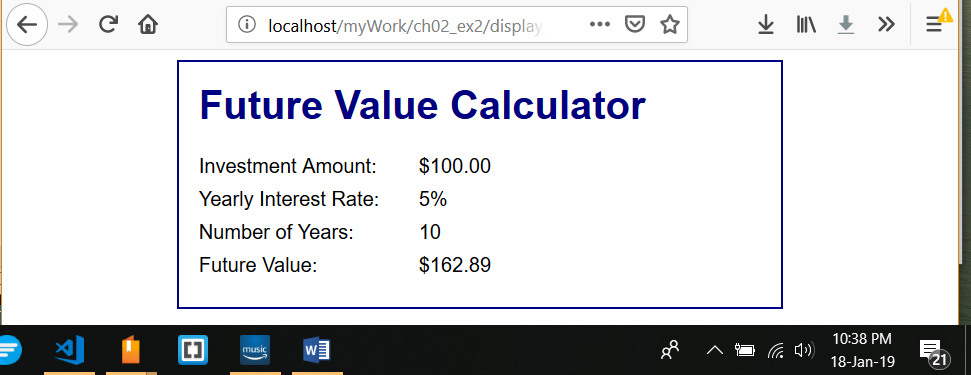 localhost/myWork/ch02_ex2/display
Future Value Calculator
Investment Amount: $100.00
Yearly Interest Rate: 5%
Number of Years: 10
Future Value: $162.89
music
W
10:38 PM
18-Jan-19
21